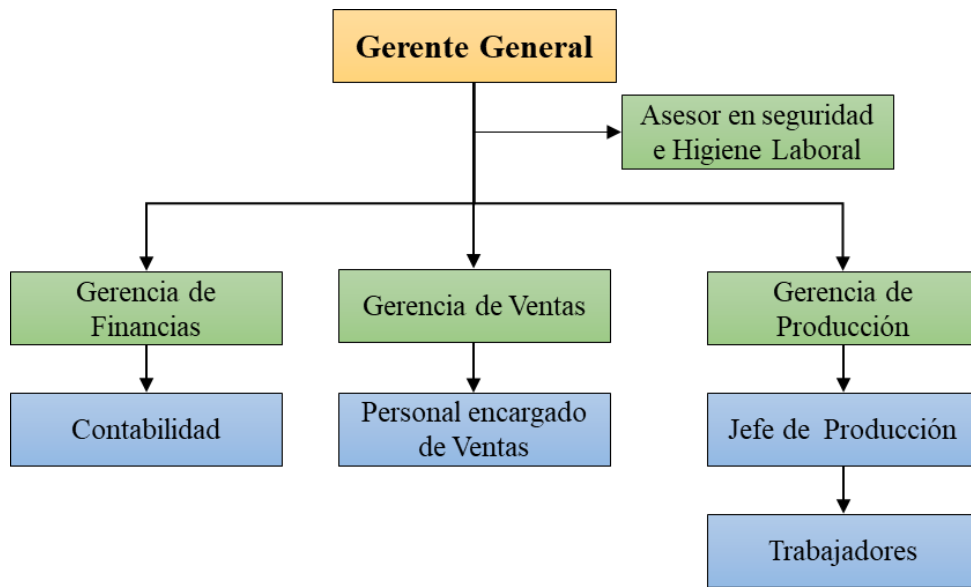 Gerente General
Asesor en seguridad
e Higiene Laboral
Gerencia de
Financias
Gerencia de Ventas
Gerencia de
Producción
Contabilidad
Personal encargado
de Ventas
Jefe de Producción
Trabajadores